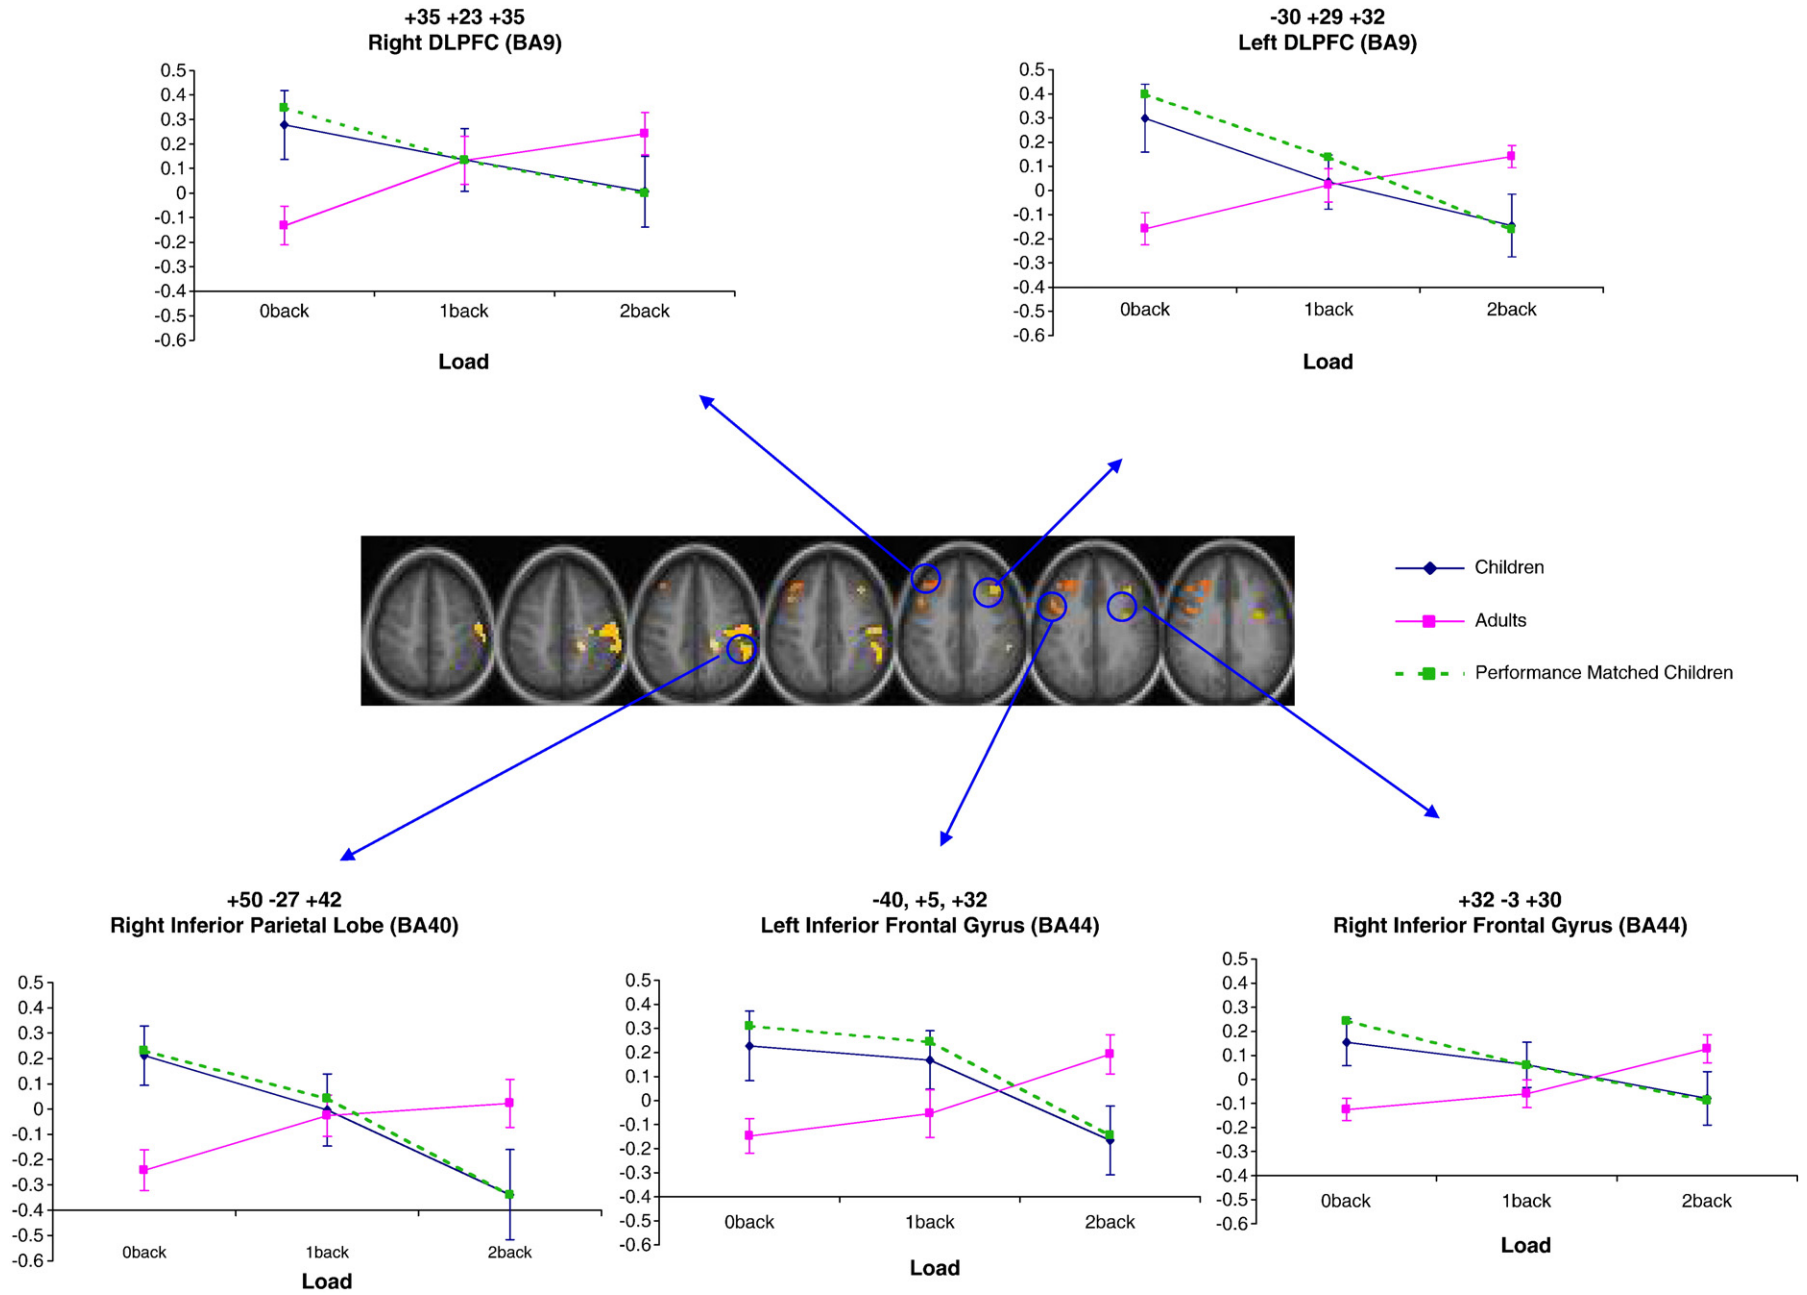 +35 +23 +35
Right DLPFC (BA9)
0.5
0.4
0.3
0.2
0.1
0
-0.1
-0.2
-0.3
-0.4
-0.5
-0.6
0back 1back 2back
Load
-30 +29 +32
Left DLPFC (BA9)
0.5
0.4
0.3
0.2
0.1
0
-0.1
-0.2
-0.3
-0.4
-0.5
-0.6
0back 1back 2back
Load
Children
Adults
Performance Matched Children
+50 -27 +42
Right Inferior Parietal Lobe (BA40)
0.5
0.4
0.3
0.2
0.1
0
-0.1
-0.2
-0.3
-0.4
-0.5
-0.6
0back 1back 2back
Load
-40, +5, +32
Left Inferior Frontal Gyrus (BA44)
0.5
0.4
0.3
0.2
0.1
0
-0.1
-0.2
-0.3
-0.4
-0.5
-0.6
0back 1back 2back
Load
+32 -3 +30
Right Inferior Frontal Gyrus (BA44)
0.5
0.4
0.3
0.2
0.1
0
-0.1
-0.2
-0.3
-0.4
-0.5
-0.6
0back 1back 2back
Load